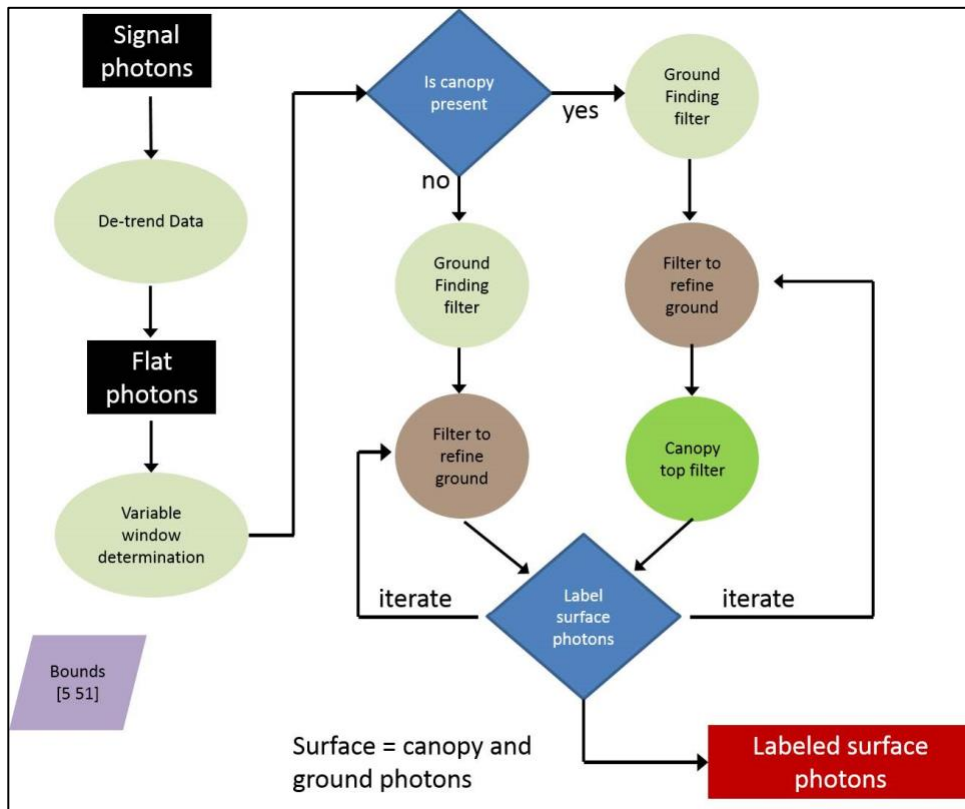 Signal
photons
De-trend Data
Flat
photons
Variable
window
determination
Bounds
[5 51]
Is canopy
present
yes
no
Ground
Finding
filter
Filter to
refine
ground
Ground
Finding
filter
Filter to
refine
ground
Canopy
top filter
iterate
Label
surface
photons
iterate
Surface = canopy and
ground photons
Labeled surface
photons